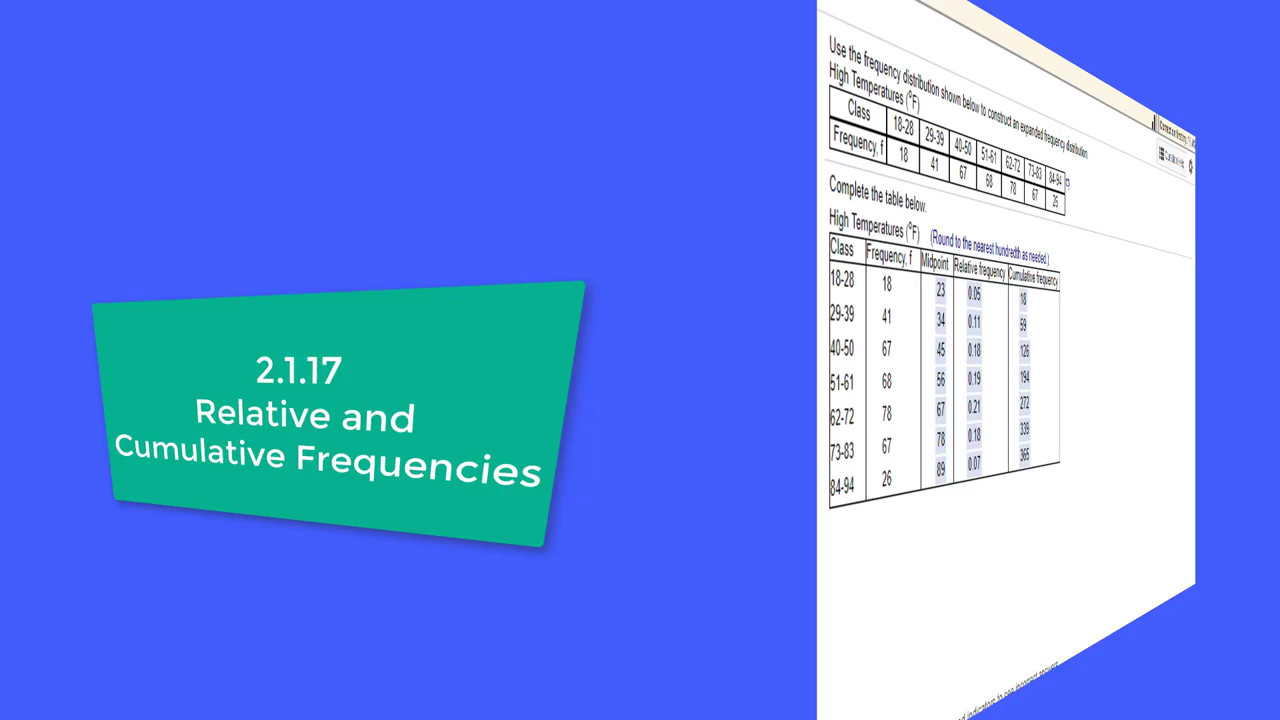 2.1.17
Relative and
Cumulative Frequencies
Use the frequency distribution shown below to construct an expanded frequency distribution.
High Temperatures (°F)
Class 18-28 29-39 40-50 51-61 62-72 73-83 84-94
Frequency, f 18 41 67 68 78 67 26
Complete the table below.
High Temperatures (°F) (Round to the nearest hundredth as needed.)
Class Frequency, f Midpoint Relative frequency Cumulative frequency
18-28 18 23 0.05 18
29-39 41 34 0.11 59
40-50 67 45 0.18 126
51-61 68 56 0.19 194
62-72 78 67 0.21 272
73-83 67 78 0.18 339
84-94 26 89 0.07 365
indicators to see incorrect answers